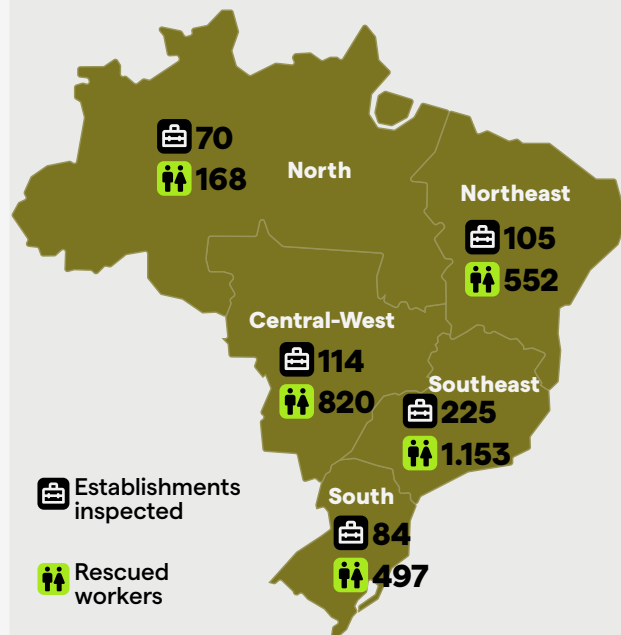 70
168
North
Northeast
105
552
Central-West
114
820
Southeast
225
1.153
South
84
497
Establishments
inspected
Rescued
workers